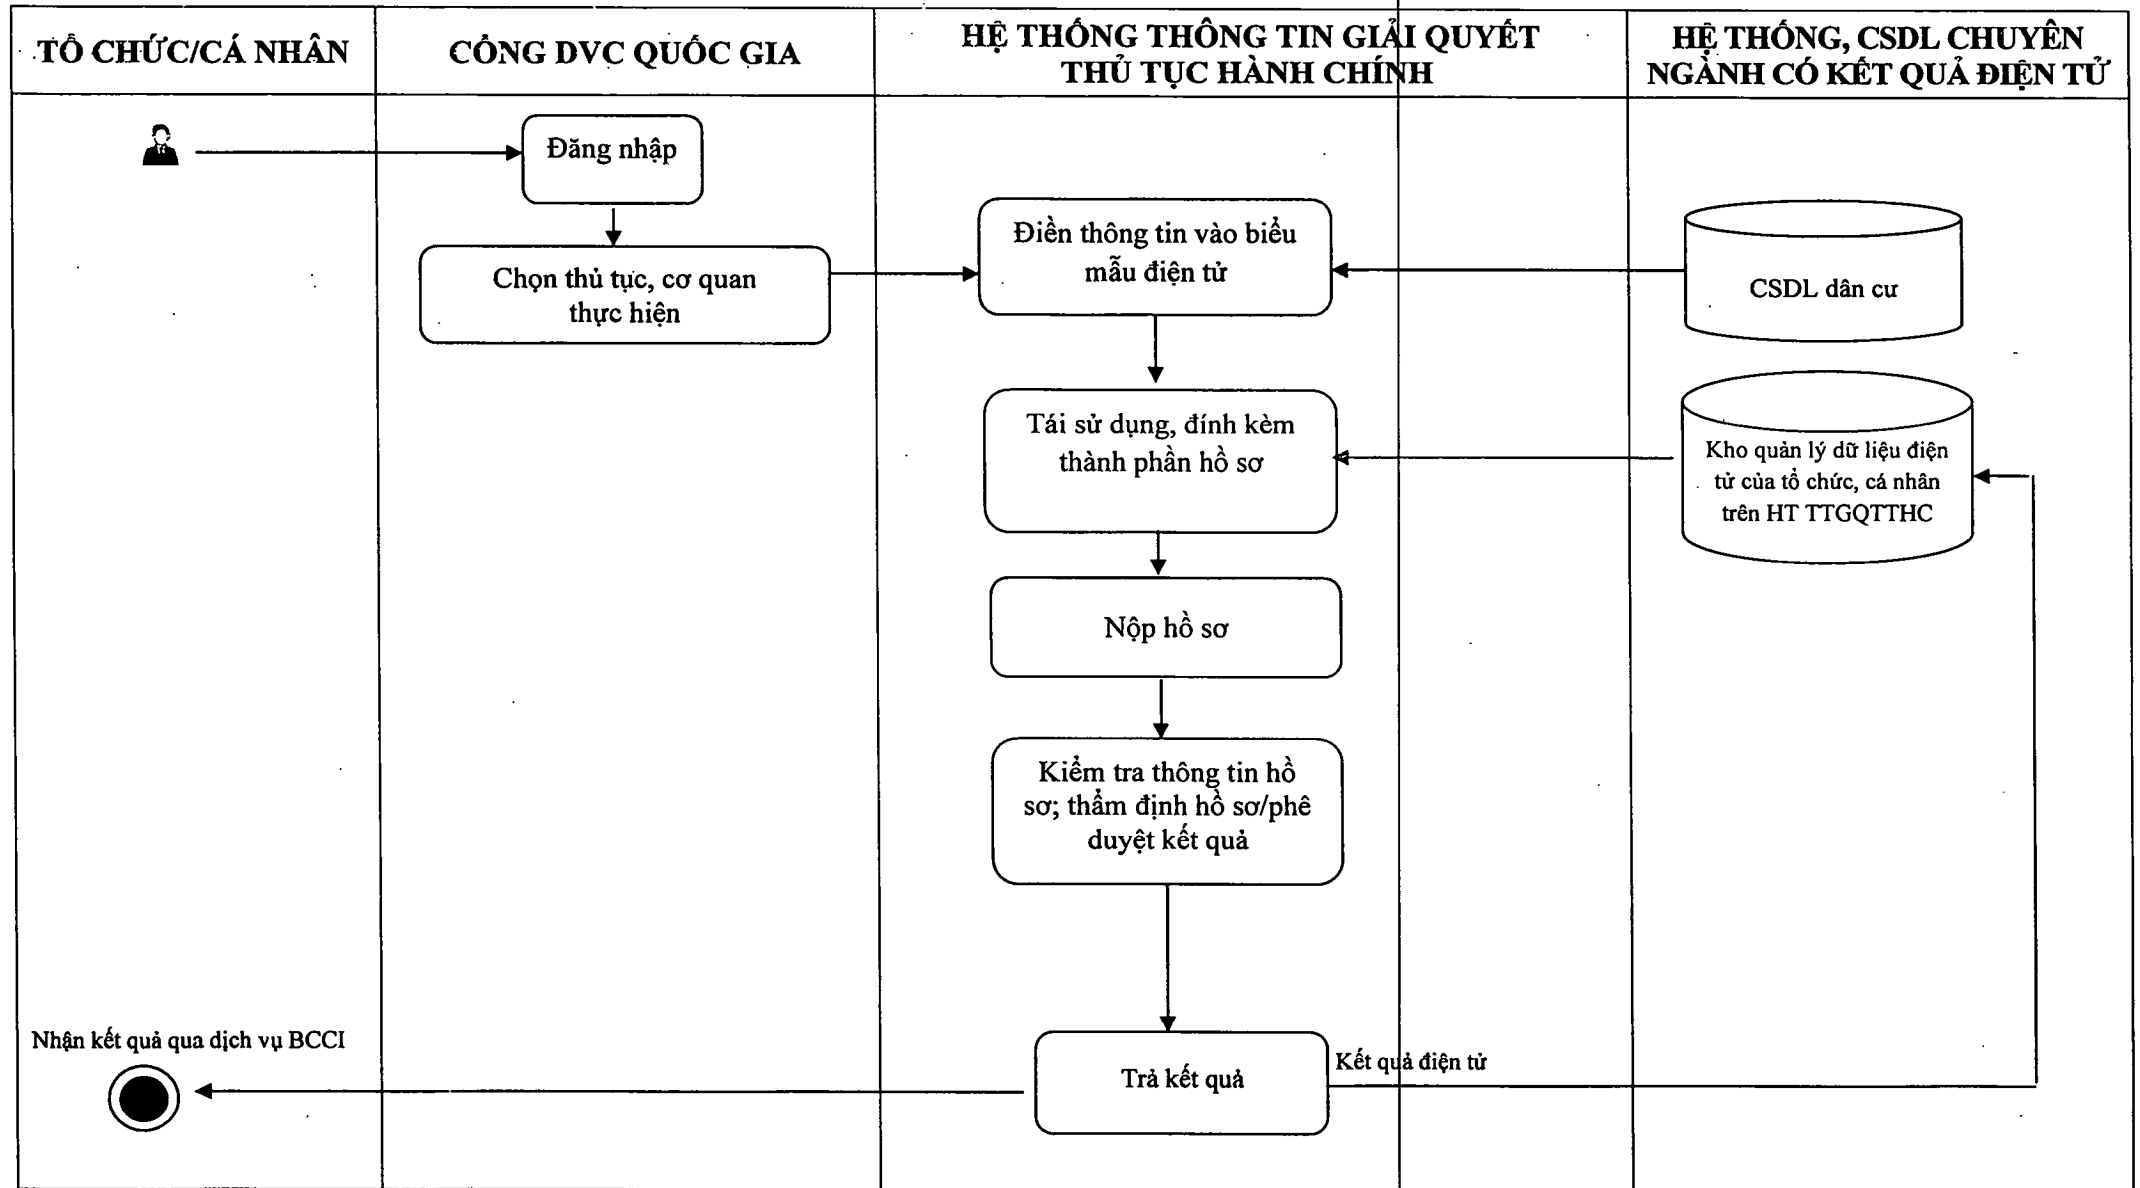 TỔ CHỨC/CÁ NHÂN
CỔNG DVC QUỐC GIA
HỆ THỐNG THÔNG TIN GIẢI QUYẾT
THỦ TỤC HÀNH CHÍNH
HỆ THỐNG, CSDL CHUYÊN
NGÀNH CÓ KẾT QUẢ ĐIỆN TỬ
Đăng nhập
Chọn thủ tục, cơ quan
thực hiện
Điền thông tin vào biểu
mẫu điện tử
CSDL dân cư
Tái sử dụng, đính kèm
thành phần hồ sơ
Kho quản lý dữ liệu điện
tử của tổ chức, cá nhân
trên HT TTGQTTHC
Nộp hồ sơ
Kiểm tra thông tin hồ
sơ; thẩm định hồ sơ/phê
duyệt kết quả
Nhận kết quả qua dịch vụ BCCI
Trả kết quả
Kết quả điện tử